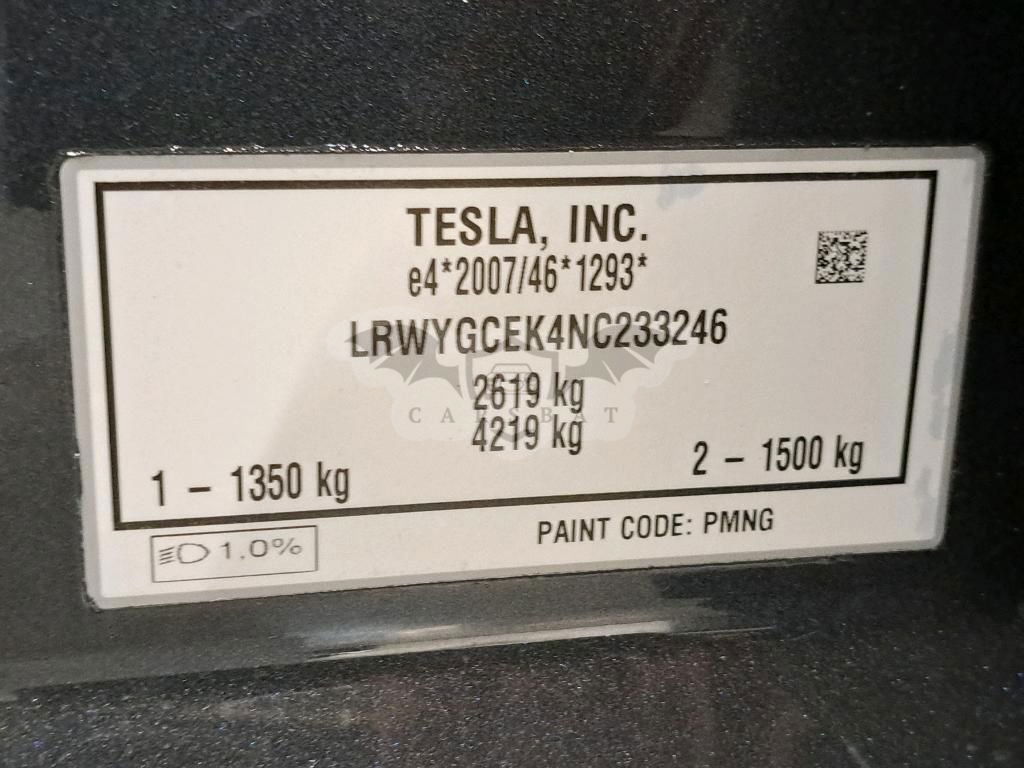 TESLA, INC.
e4*2007/46*1293*
LRWYGCEK4NC233246
2619 kg
CARSBAT
4219 kg
1 – 1350 kg
2 – 1500 kg
PAINT CODE: PMNG
1.0%